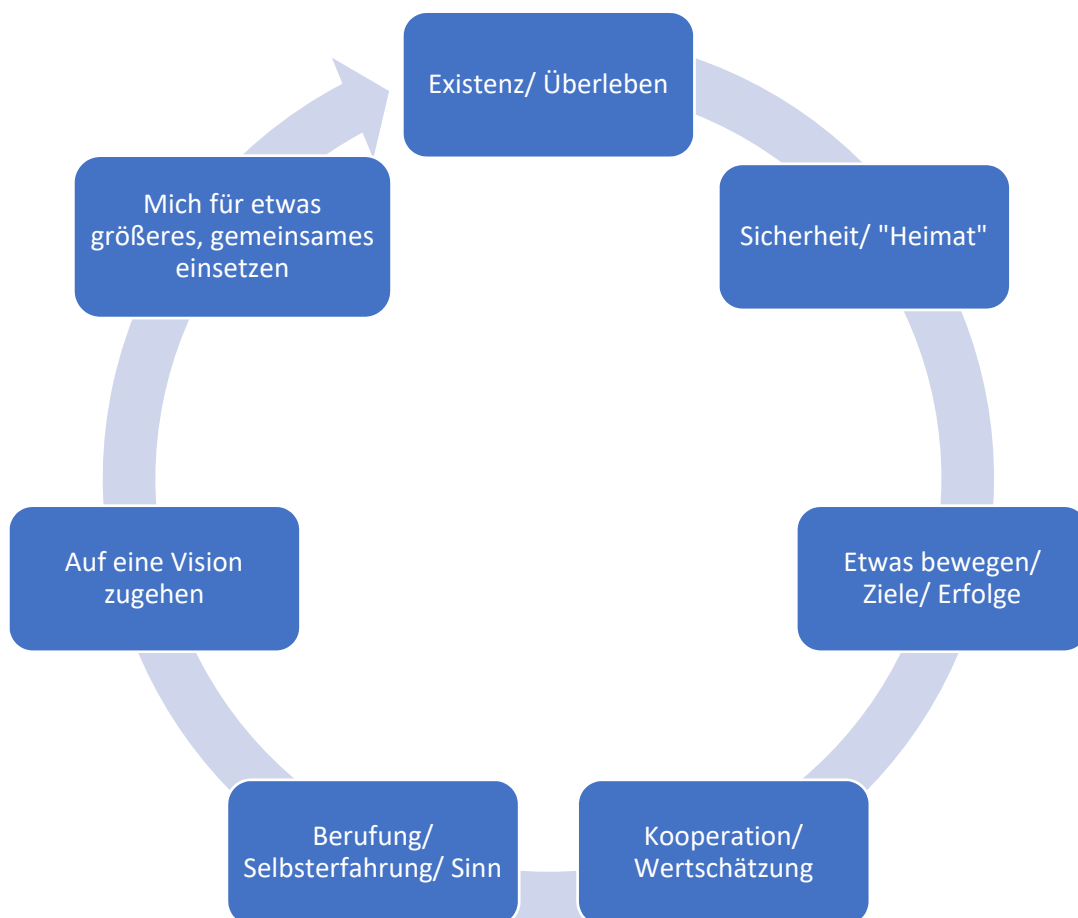 Existenz/ Überleben
Sicherheit/ "Heimat"
Etwas bewegen/
Ziele/ Erfolge
Kooperation/
Wertschätzung
Berufung/
Selbsterfahrung/ Sinn
Auf eine Vision
zugehen
Mich für etwas
größeres, gemeinsames
einsetzen